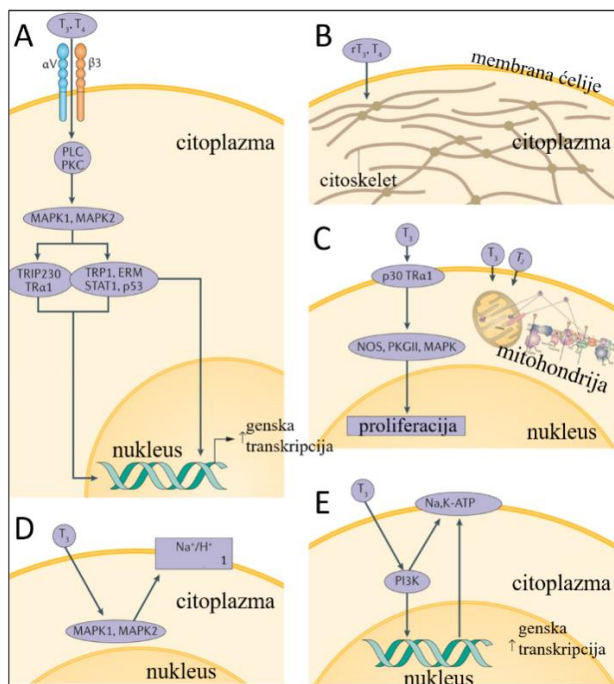 A
T₃, T₄
αV
β3
citoplazma
PLC
PKC
MAPK1, MAPK2
TRIP230
TRα1
TRP1, ERM
STAT1, p53
nukleus
↑ genska
transkripcija
B
rT₃, T₄
membrana ćelije
citoplazma
citoskelet
C
T₃
T₃
T₂
p30 TRα1
NOS, PKGII, MAPK
mitohondrija
proliferacija
nukleus
D
T₃
Na⁺/H⁺
1
citoplazma
MAPK1, MAPK2
nukleus
E
T₃
Na,K-ATP
PI3K
citoplazma
↑ genska
transkripcija
nukleus